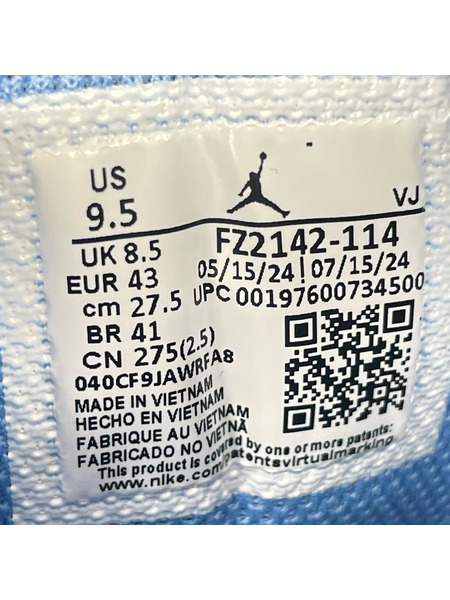 US
9.5
VJ
UK 8.5
FZ2142-114
EUR 43
05/15/24 07/15/24
cm 27.5
UPC 00197600734500
BR 41
CN 275(2.5)
040CF9JAWRFA8
MADE IN VIETNAM
HECHO EN VIETNAM
FABRIQUE AU VIETNAM
FABRICADO NO VIETNÃ
This product is covered by one or more patents:
www.nike.com/patentsvirtualmarking